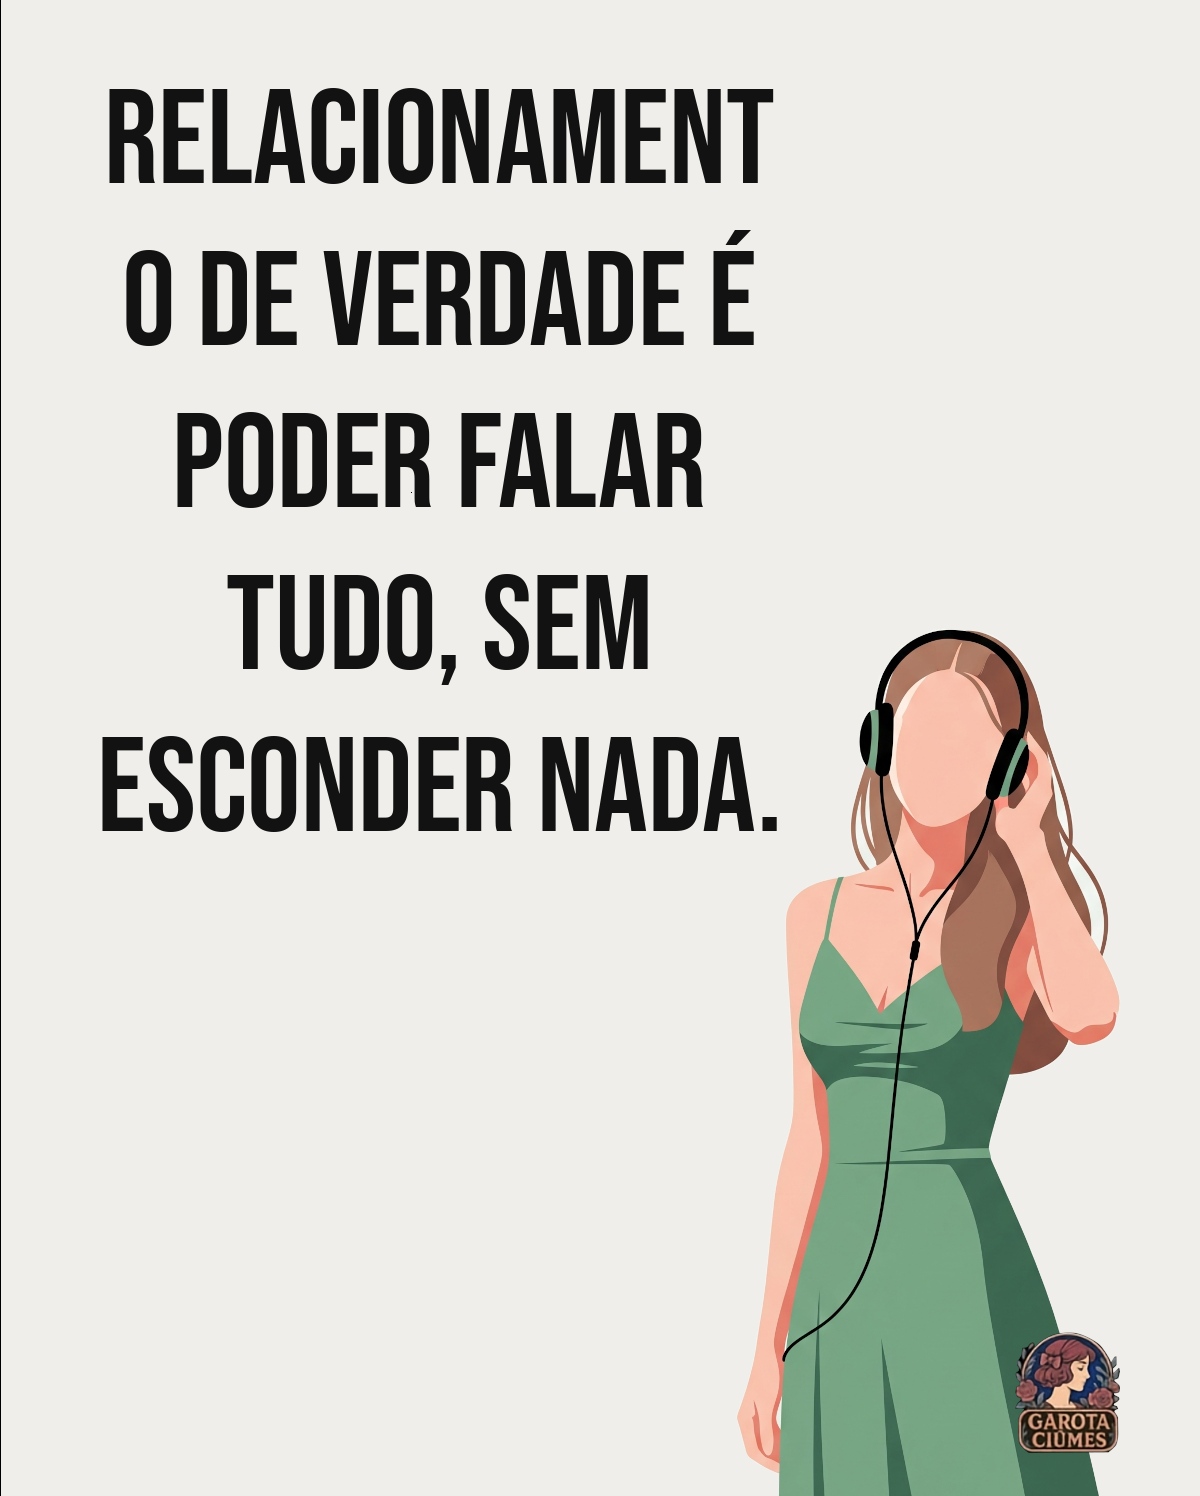 RELACIONAMENT
O DE VERDADE É
PODER FALAR
TUDO, SEM
ESCONDER NADA.
GAROTA
CIÚMES